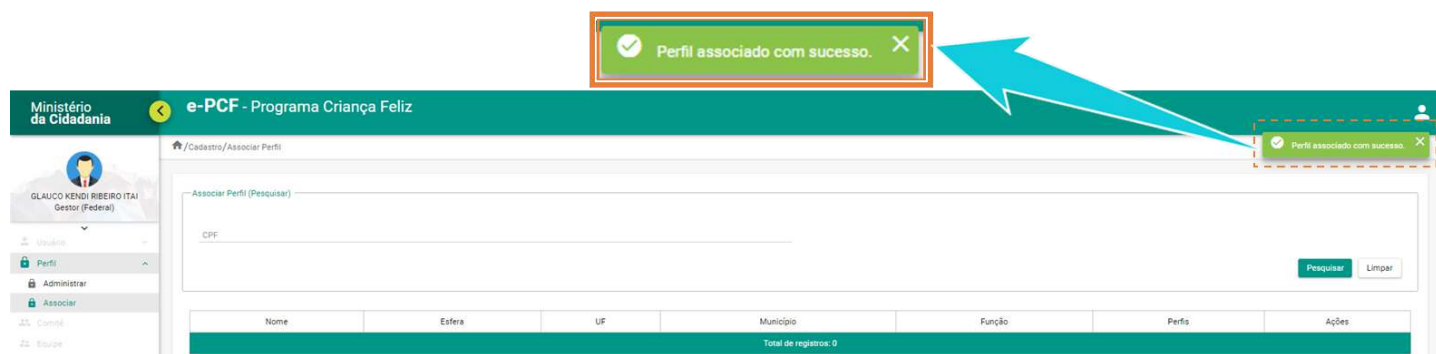 Perfil associado com sucesso.
Ministério
da Cidadania
e-PCF - Programa Criança Feliz
/Cadastro/Associar Perfil
Perfil associado com sucesso.
GLAUCO KENDI RIBEIRO ITAI
Gestor (Federal)
Associar Perfil (Pesquisar)
CPF
Usuário
Perfil
Pesquisar Limpar
Administrar
Associar
Comitê
Equipe
Nome Esfera UF Município Função Perfis Ações
Total de registros: 0